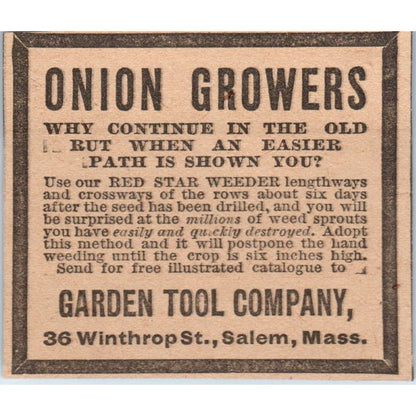 ONION GROWERS
WHY CONTINUE IN THE OLD
RUT WHEN AN EASIER
PATH IS SHOWN YOU?
Use our RED STAR WEEDER lengthways
and crossways of the rows about six days
after the seed has been drilled, and you will
be surprised at the millions of weed sprouts
you have easily and quickly destroyed. Adopt
this method and it will postpone the hand
weeding until the crop is six inches high.
Send for free illustrated catalogue to
GARDEN TOOL COMPANY,
36 Winthrop St., Salem, Mass.